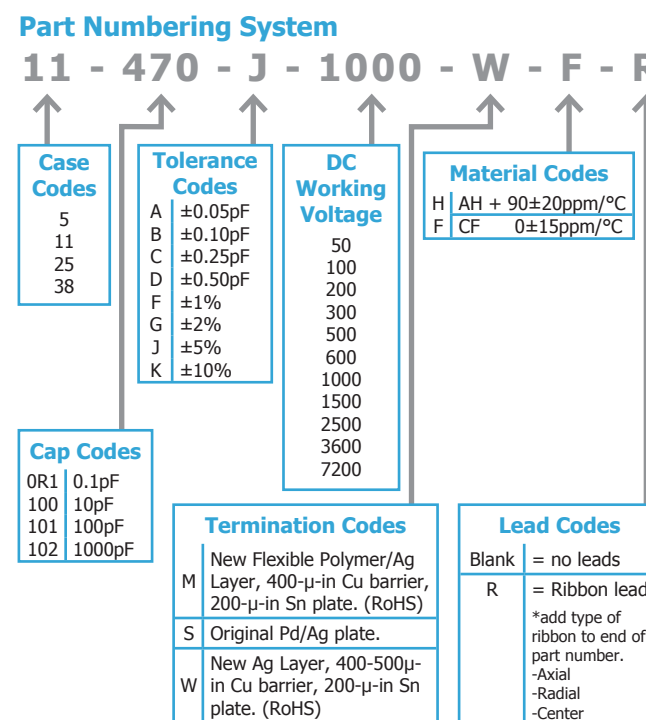 Part Numbering System
11 - 470 - J - 1000 - W - F - R
Case
Codes
5
11
25
38
Tolerance
Codes
A ±0.05pF
B ±0.10pF
C ±0.25pF
D ±0.50pF
F ±1%
G ±2%
J ±5%
K ±10%
DC
Working
Voltage
50
100
200
300
500
600
1000
1500
2500
3600
7200
Material Codes
H AH + 90±20ppm/°C
F CF 0±15ppm/°C
Cap Codes
0R1 0.1pF
100 10pF
101 100pF
102 1000pF
Termination Codes
M New Flexible Polymer/Ag
Layer, 400-µ-in Cu barrier,
200-µ-in Sn plate. (RoHS)
S Original Pd/Ag plate.
W New Ag Layer, 400-500µ-
in Cu barrier, 200-µ-in Sn
plate. (RoHS)
Lead Codes
Blank = no leads
R = Ribbon lead
*add type of
ribbon to end of
part number.
-Axial
-Radial
-Center